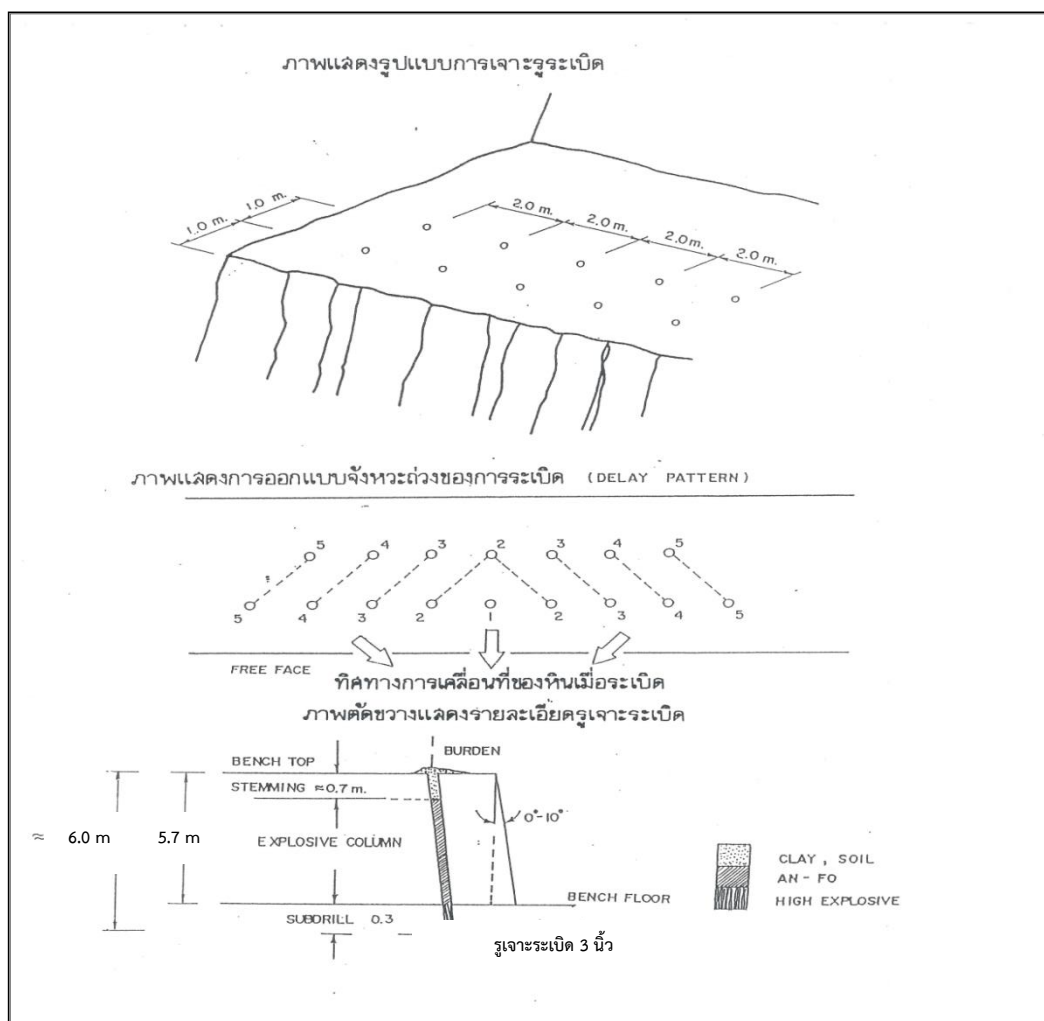 ภาพแสดงรูปแบบการเจาะรูระเบิด
1.0 m.
1.0 m.
2.0 m.
2.0 m.
2.0 m.
2.0 m.
ภาพแสดงการออกแบบจังหวะถ่วงของการระเบิด (DELAY PATTERN)
5 4 3 2 3 4 5
5 4 3 2 1 2 3 4 5
FREE FACE
ทิศทางการเคลื่อนที่ของหินเมื่อระเบิด
ภาพตัดขวางแสดงรายละเอียดรูเจาะระเบิด
BURDEN
BENCH TOP
STEMMING ≈0.7 m.
0°-10°
≈ 6.0 m 5.7 m
EXPLOSIVE COLUMN
CLAY, SOIL
AN-FO
HIGH EXPLOSIVE
BENCH FLOOR
SUBDRILL 0.3
รูเจาะระเบิด 3 นิ้ว